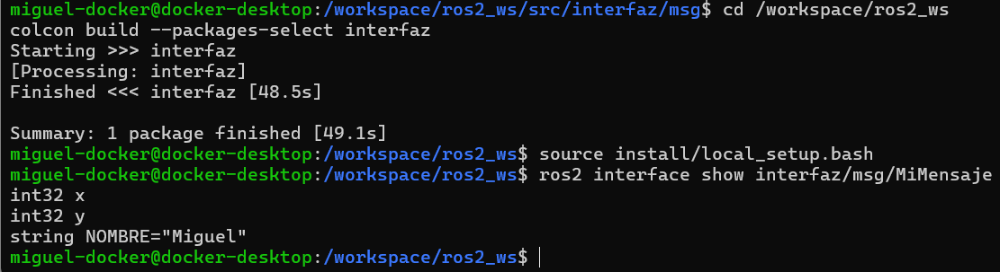 miguel-docker@docker-desktop:/workspace/ros2_ws/src/interfaz/msg$ cd /workspace/ros2_ws
colcon build --packages-select interfaz
Starting >>> interfaz
[Processing: interfaz]
Finished <<< interfaz [48.5s]

Summary: 1 package finished [49.1s]
miguel-docker@docker-desktop:/workspace/ros2_ws$ source install/local_setup.bash
miguel-docker@docker-desktop:/workspace/ros2_ws$ ros2 interface show interfaz/msg/MiMensaje
int32 x
int32 y
string NOMBRE="Miguel"
miguel-docker@docker-desktop:/workspace/ros2_ws$